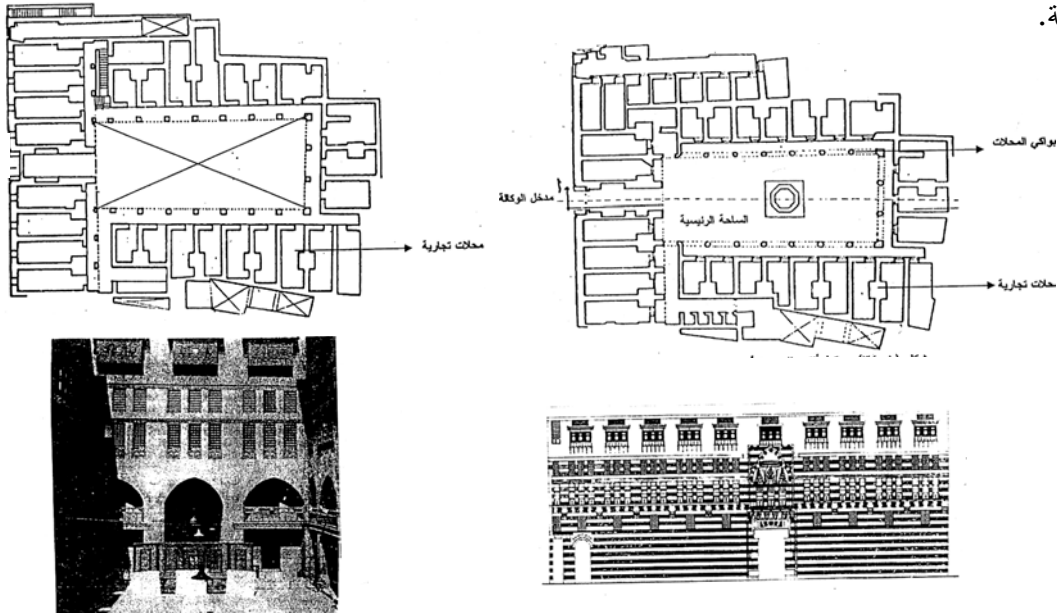 ة.
بواكي المحلات
مدخل الوكالة
الساحة الرئيسية
محلات تجارية
محلات تجارية